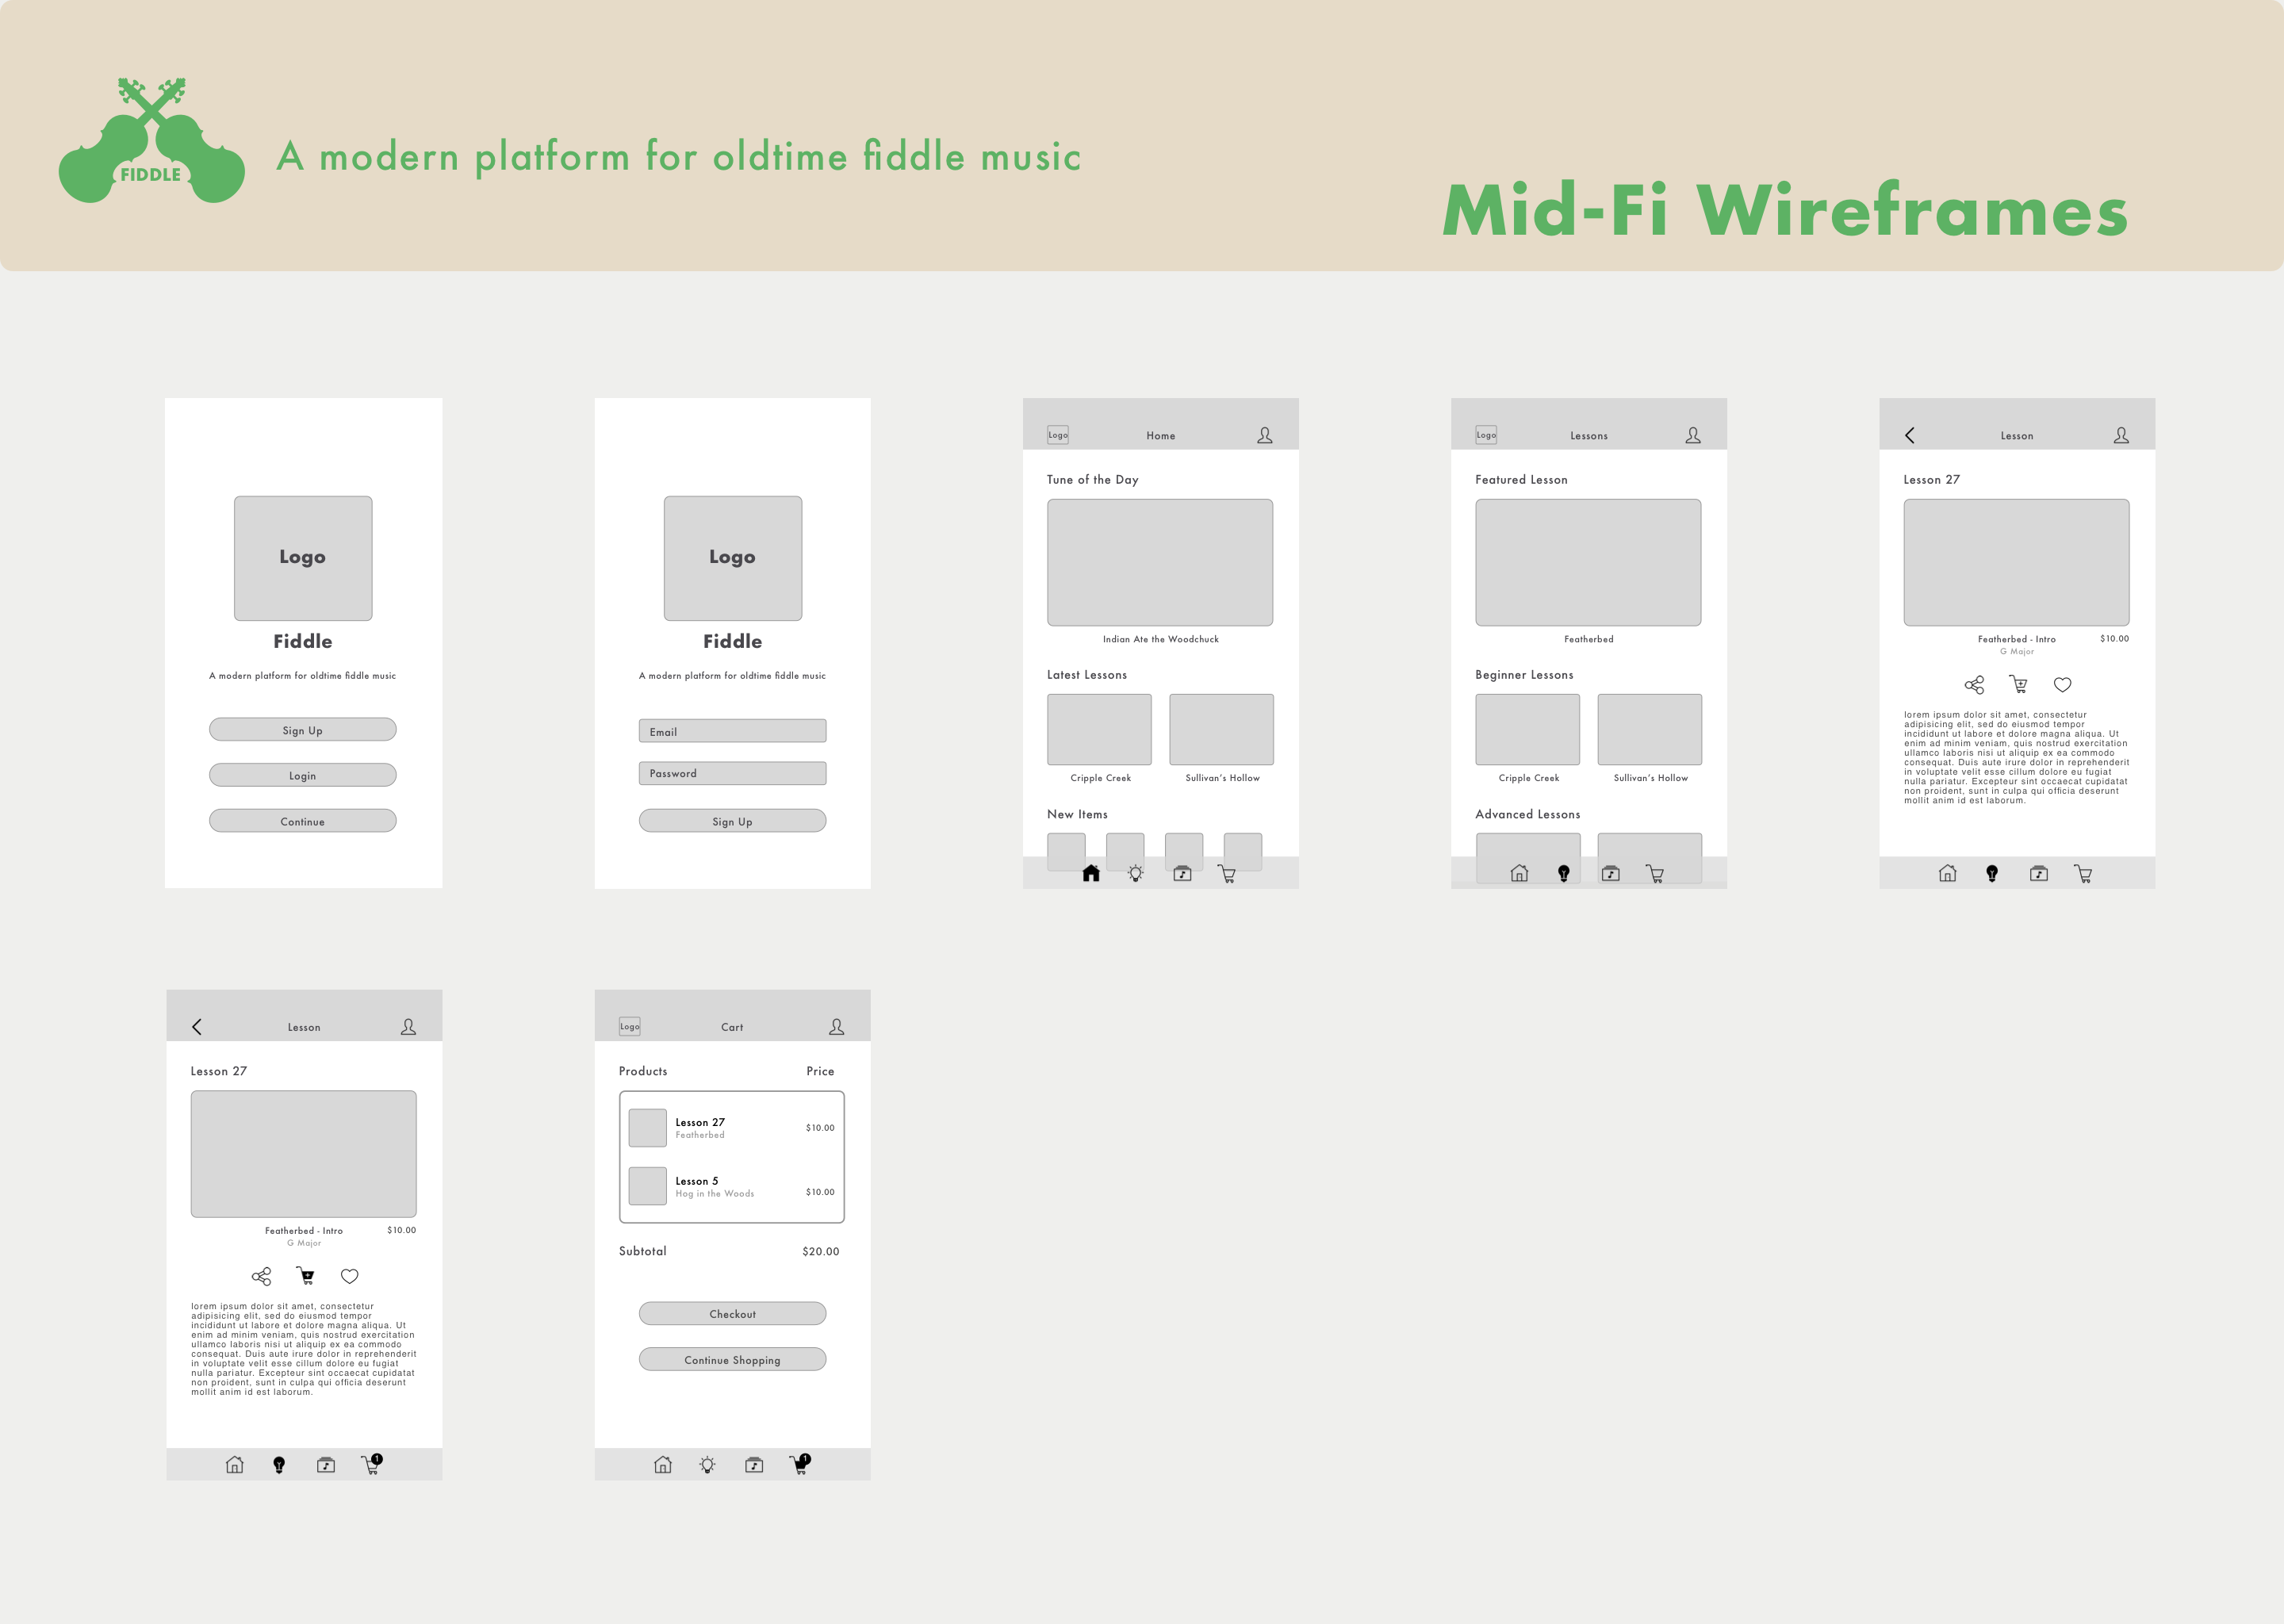 FIDDLE
A modern platform for oldtime fiddle music
Mid-Fi Wireframes
Logo
Fiddle
A modern platform for oldtime fiddle music
Sign Up
Login
Continue
Logo
Fiddle
A modern platform for oldtime fiddle music
Email
Password
Sign Up
Logo Home
Tune of the Day
Indian Ate the Woodchuck
Latest Lessons
Cripple Creek Sullivan's Hollow
New Items
Logo Lessons
Featured Lesson
Featherbed
Beginner Lessons
Cripple Creek Sullivan's Hollow
Advanced Lessons
Lesson
Lesson 27
Featherbed - Intro $10.00
G Major
lorem ipsum dolor sit amet, consectetur
adipisicing elit, sed do eiusmod tempor
incididunt ut labore et dolore magna aliqua. Ut
enim ad minim veniam, quis nostrud exercitation
ullamco laboris nisi ut aliquip ex ea commodo
consequat. Duis aute irure dolor in reprehenderit
in voluptate velit esse cillum dolore eu fugiat
nulla pariatur. Excepteur sint occaecat cupidatat
non proident, sunt in culpa qui officia deserunt
mollit anim id est laborum.
Lesson
Lesson 27
Featherbed - Intro $10.00
G Major
lorem ipsum dolor sit amet, consectetur
adipisicing elit, sed do eiusmod tempor
incididunt ut labore et dolore magna aliqua. Ut
enim ad minim veniam, quis nostrud exercitation
ullamco laboris nisi ut aliquip ex ea commodo
consequat. Duis aute irure dolor in reprehenderit
in voluptate velit esse cillum dolore eu fugiat
nulla pariatur. Excepteur sint occaecat cupidatat
non proident, sunt in culpa qui officia deserunt
mollit anim id est laborum.
1
Logo Cart
Products Price
Lesson 27
Featherbed
$10.00
Lesson 5
Hog in the Woods
$10.00
Subtotal $20.00
Checkout
Continue Shopping
1